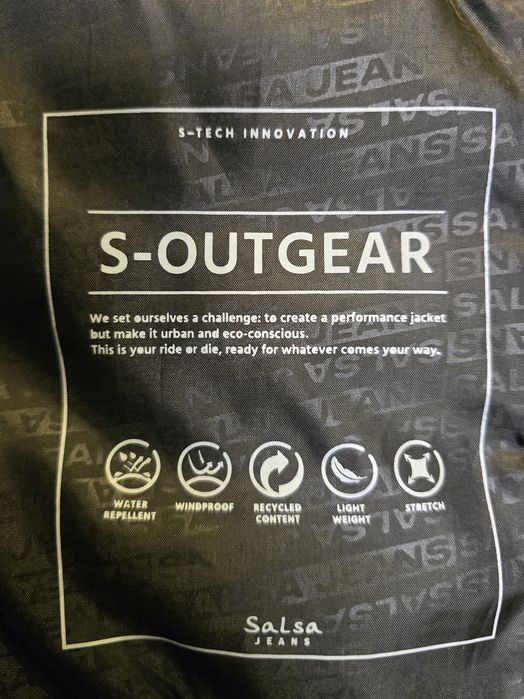 S-TECH INNOVATION
S-OUTGEAR
We set ourselves a challenge: to create a performance jacket
but make it urban and eco-conscious.
This is your ride or die, ready for whatever comes your way.
WATER
REPELLENT
WINDPROOF
RECYCLED
CONTENT
LIGHT
WEIGHT
STRETCH
Salsa
JEANS